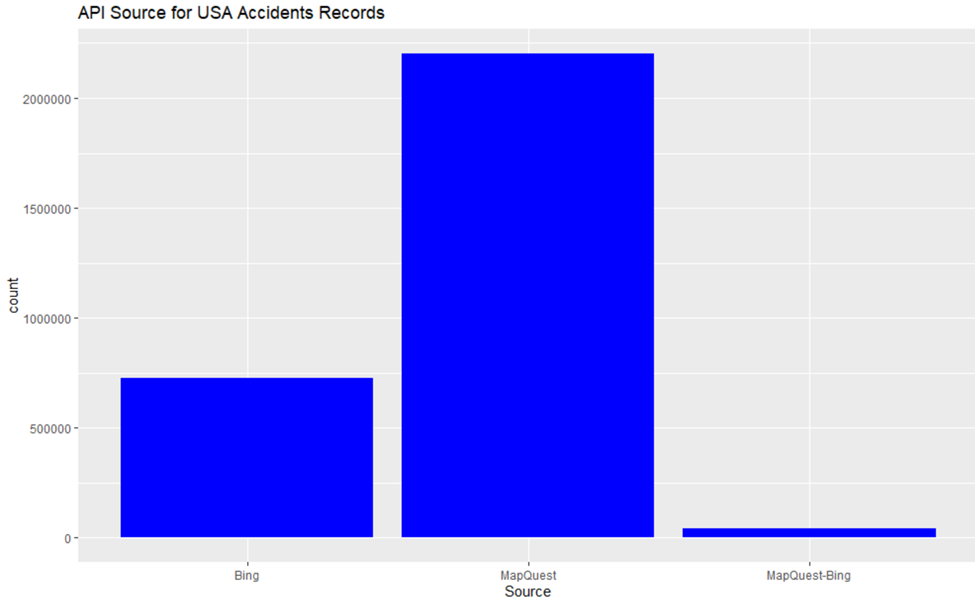 API Source for USA Accidents Records
count
2000000
1500000
1000000
500000
0
Bing
MapQuest
MapQuest-Bing
Source